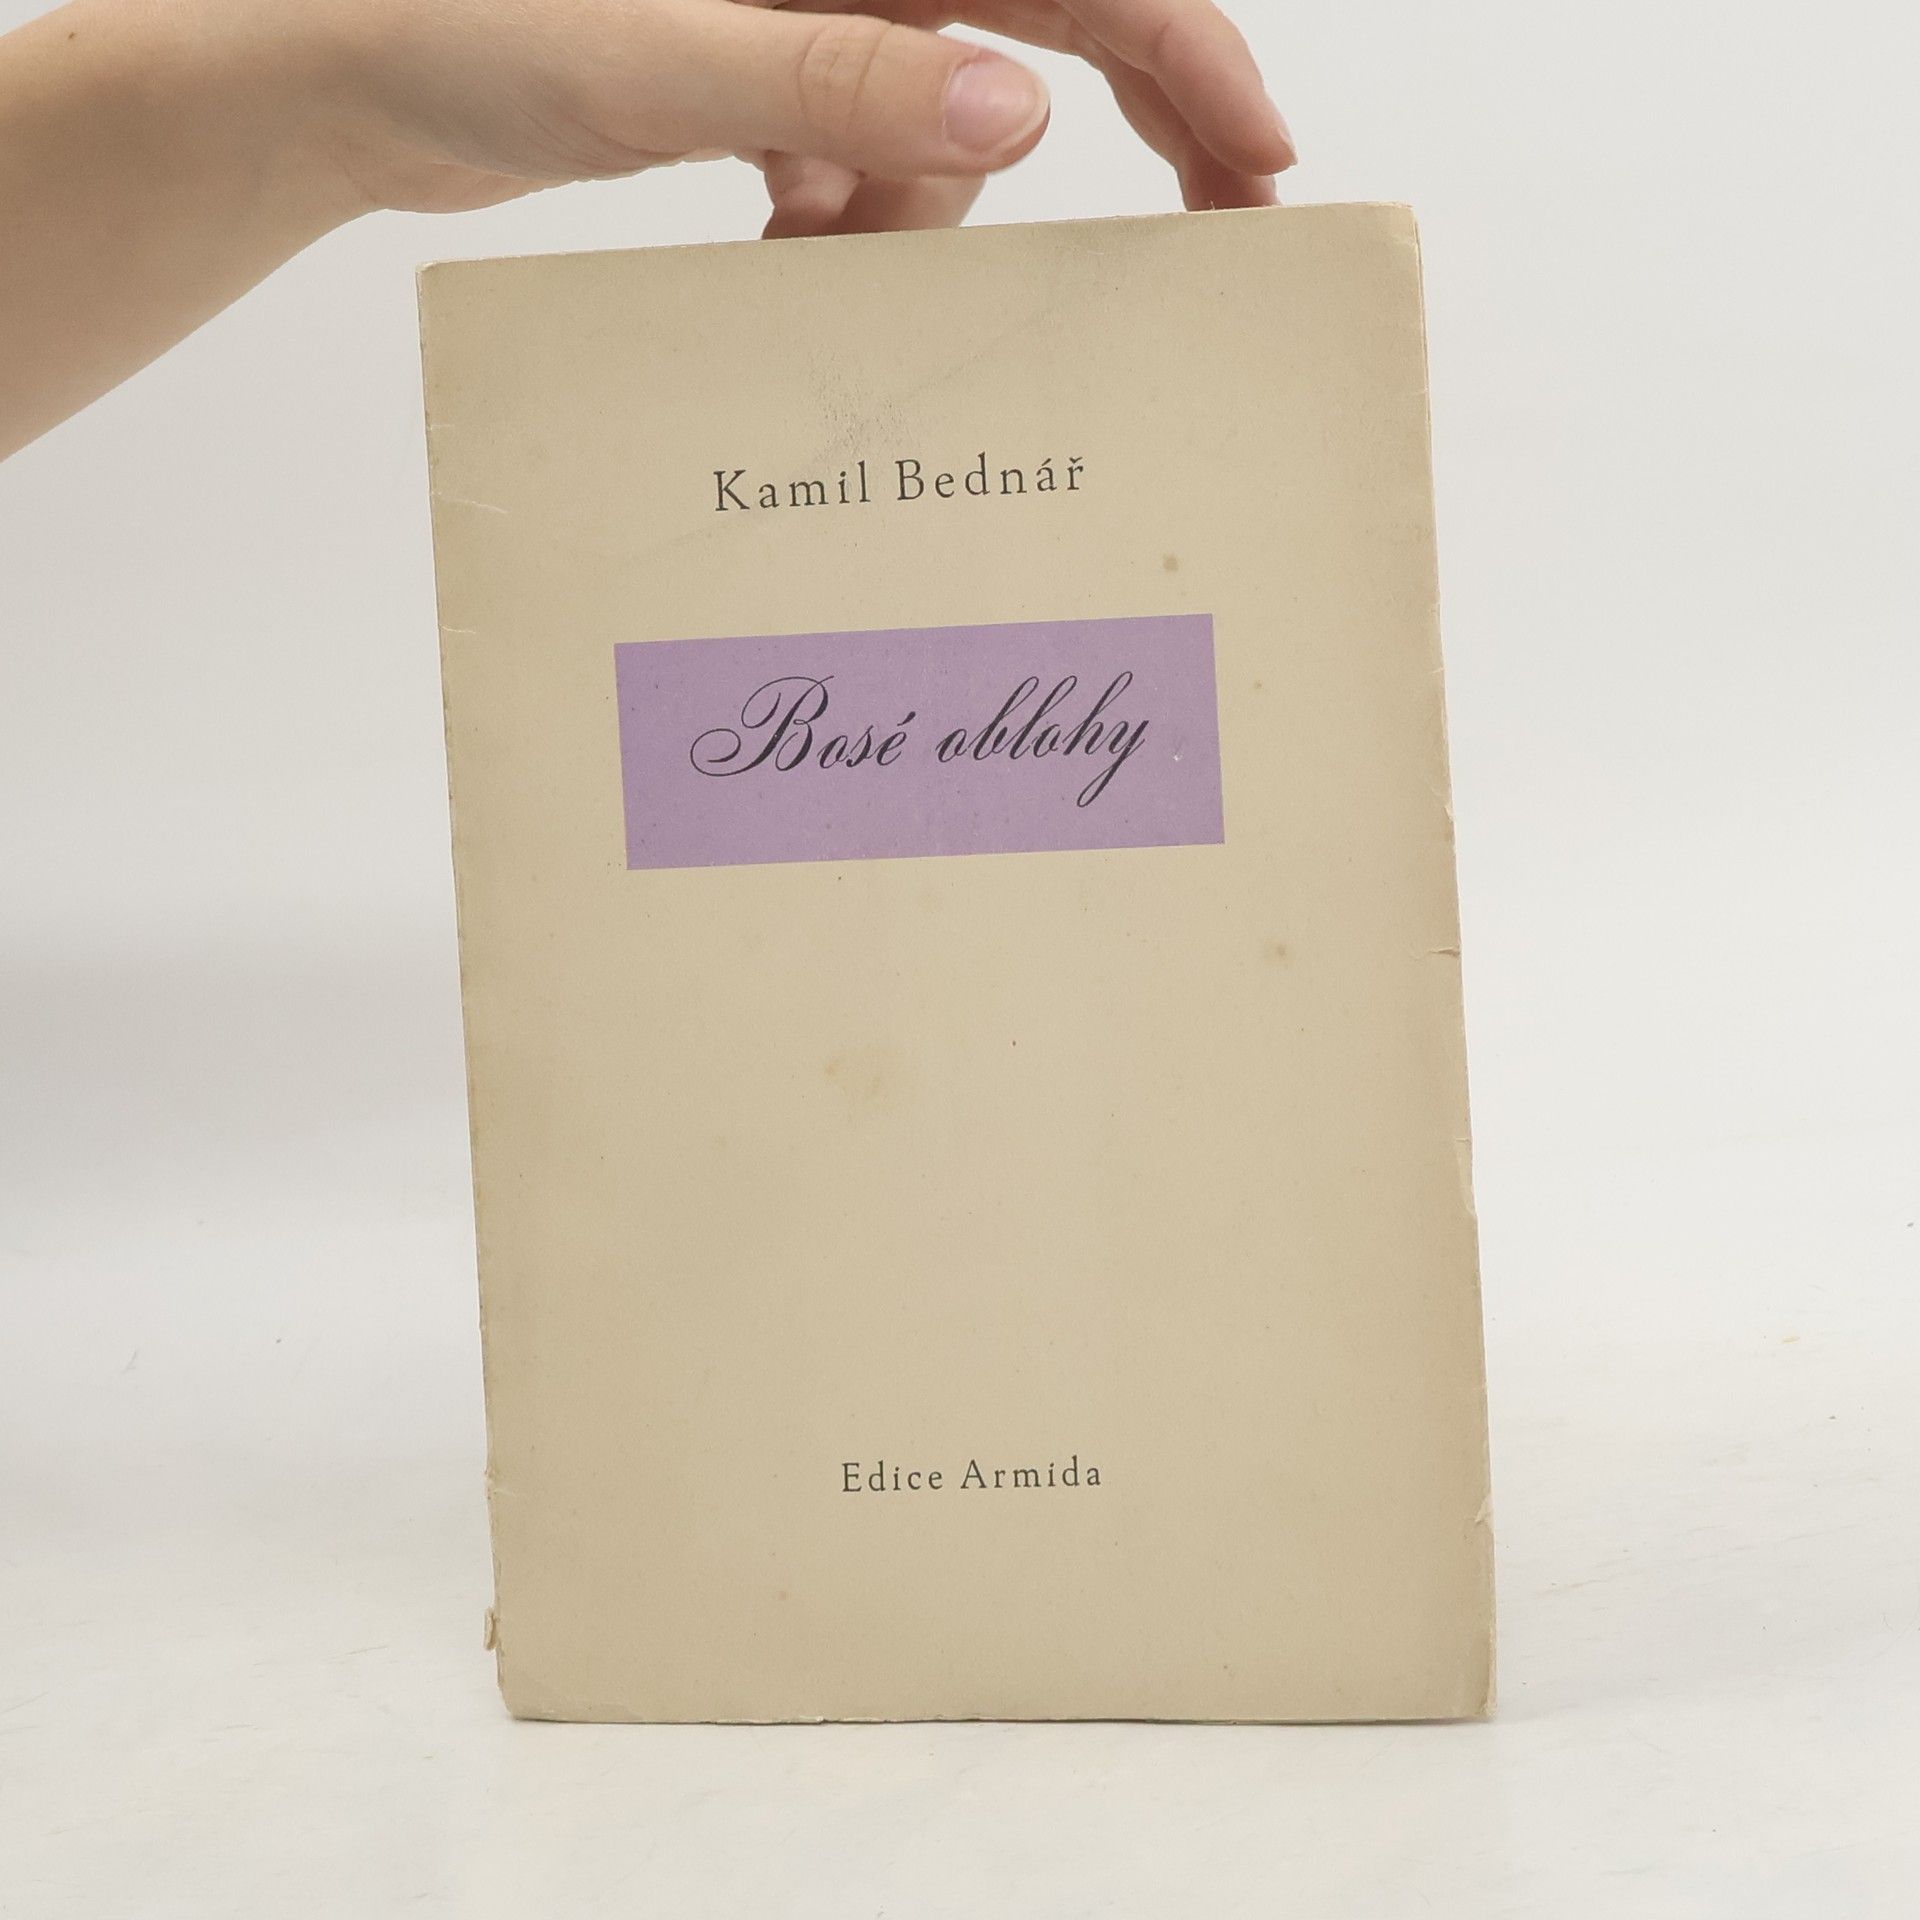 Kamil Bednář
Bosé oblohy
Edice Armida